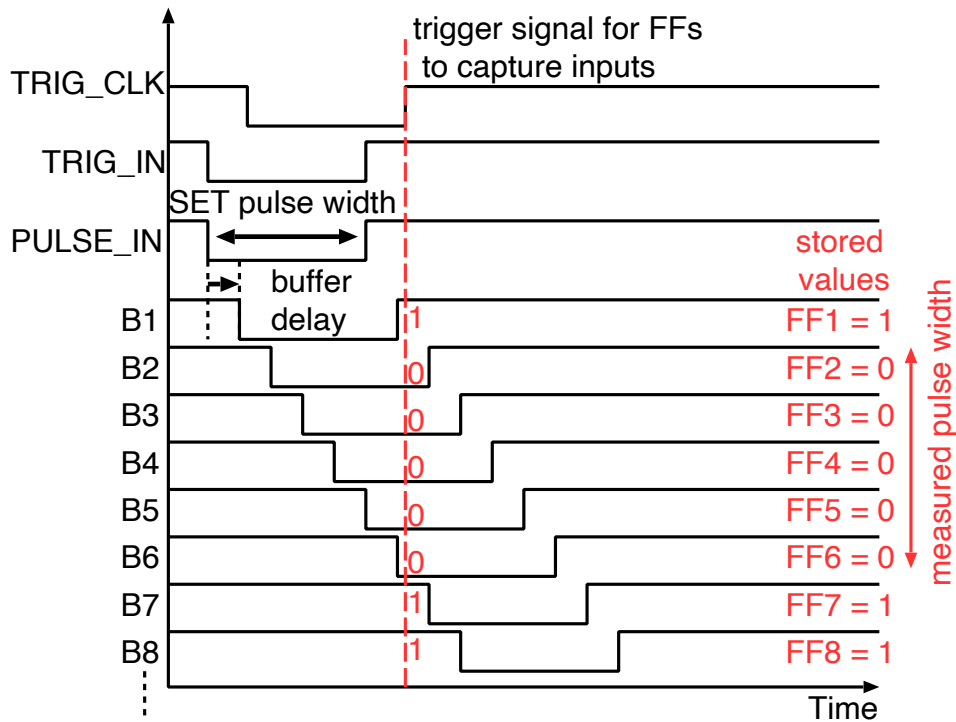 trigger signal for FFs
to capture inputs
TRIG_CLK
TRIG_IN
SET pulse width
PULSE_IN
stored
values
buffer
delay
B1 1 FF1 = 1
B2 0 FF2 = 0
B3 0 FF3 = 0
B4 0 FF4 = 0
B5 0 FF5 = 0
B6 0 FF6 = 0
B7 1 FF7 = 1
B8 1 FF8 = 1
measured pulse width
Time